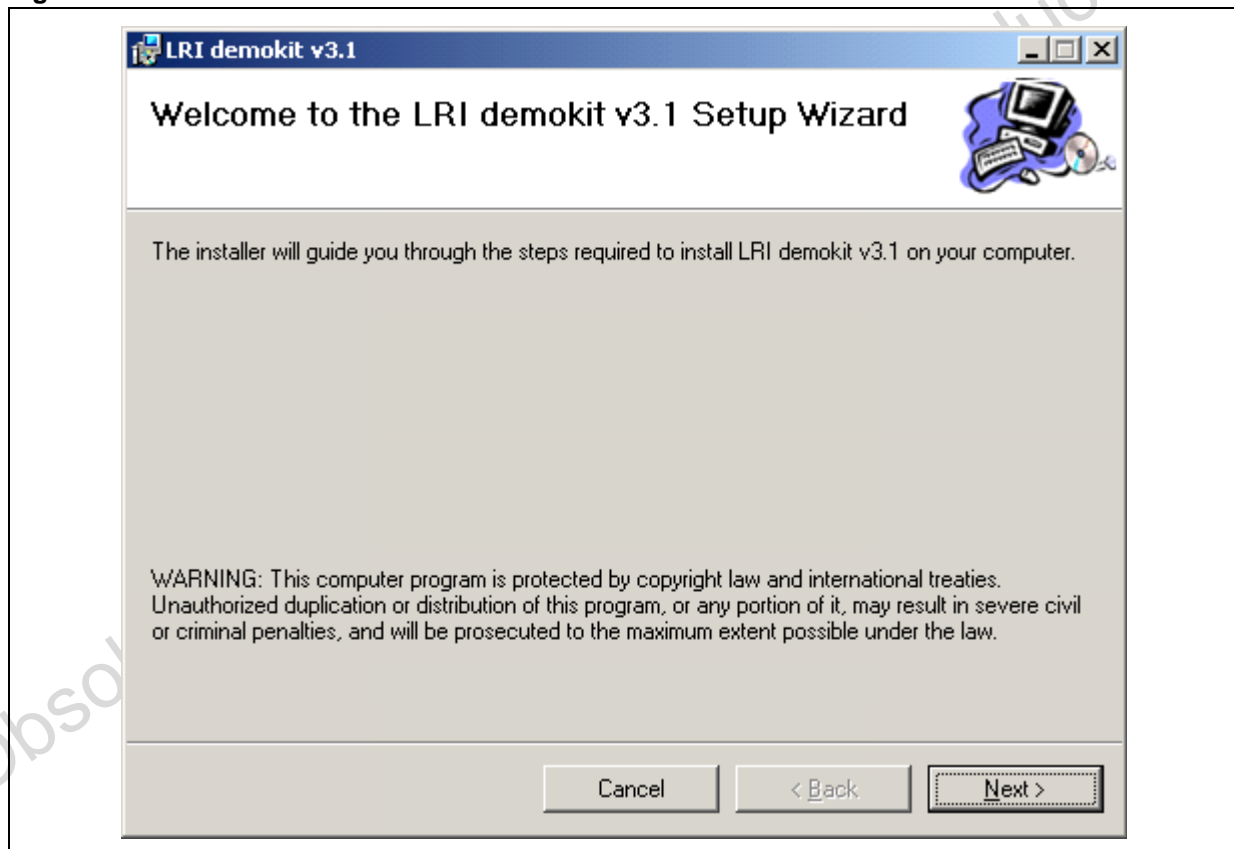 LRI demokit v3.1
Welcome to the LRI demokit v3.1 Setup Wizard
The installer will guide you through the steps required to install LRI demokit v3.1 on your computer.
WARNING: This computer program is protected by copyright law and international treaties.
Unauthorized duplication or distribution of this program, or any portion of it, may result in severe civil
or criminal penalties, and will be prosecuted to the maximum extent possible under the law.
Cancel
< Back
Next >